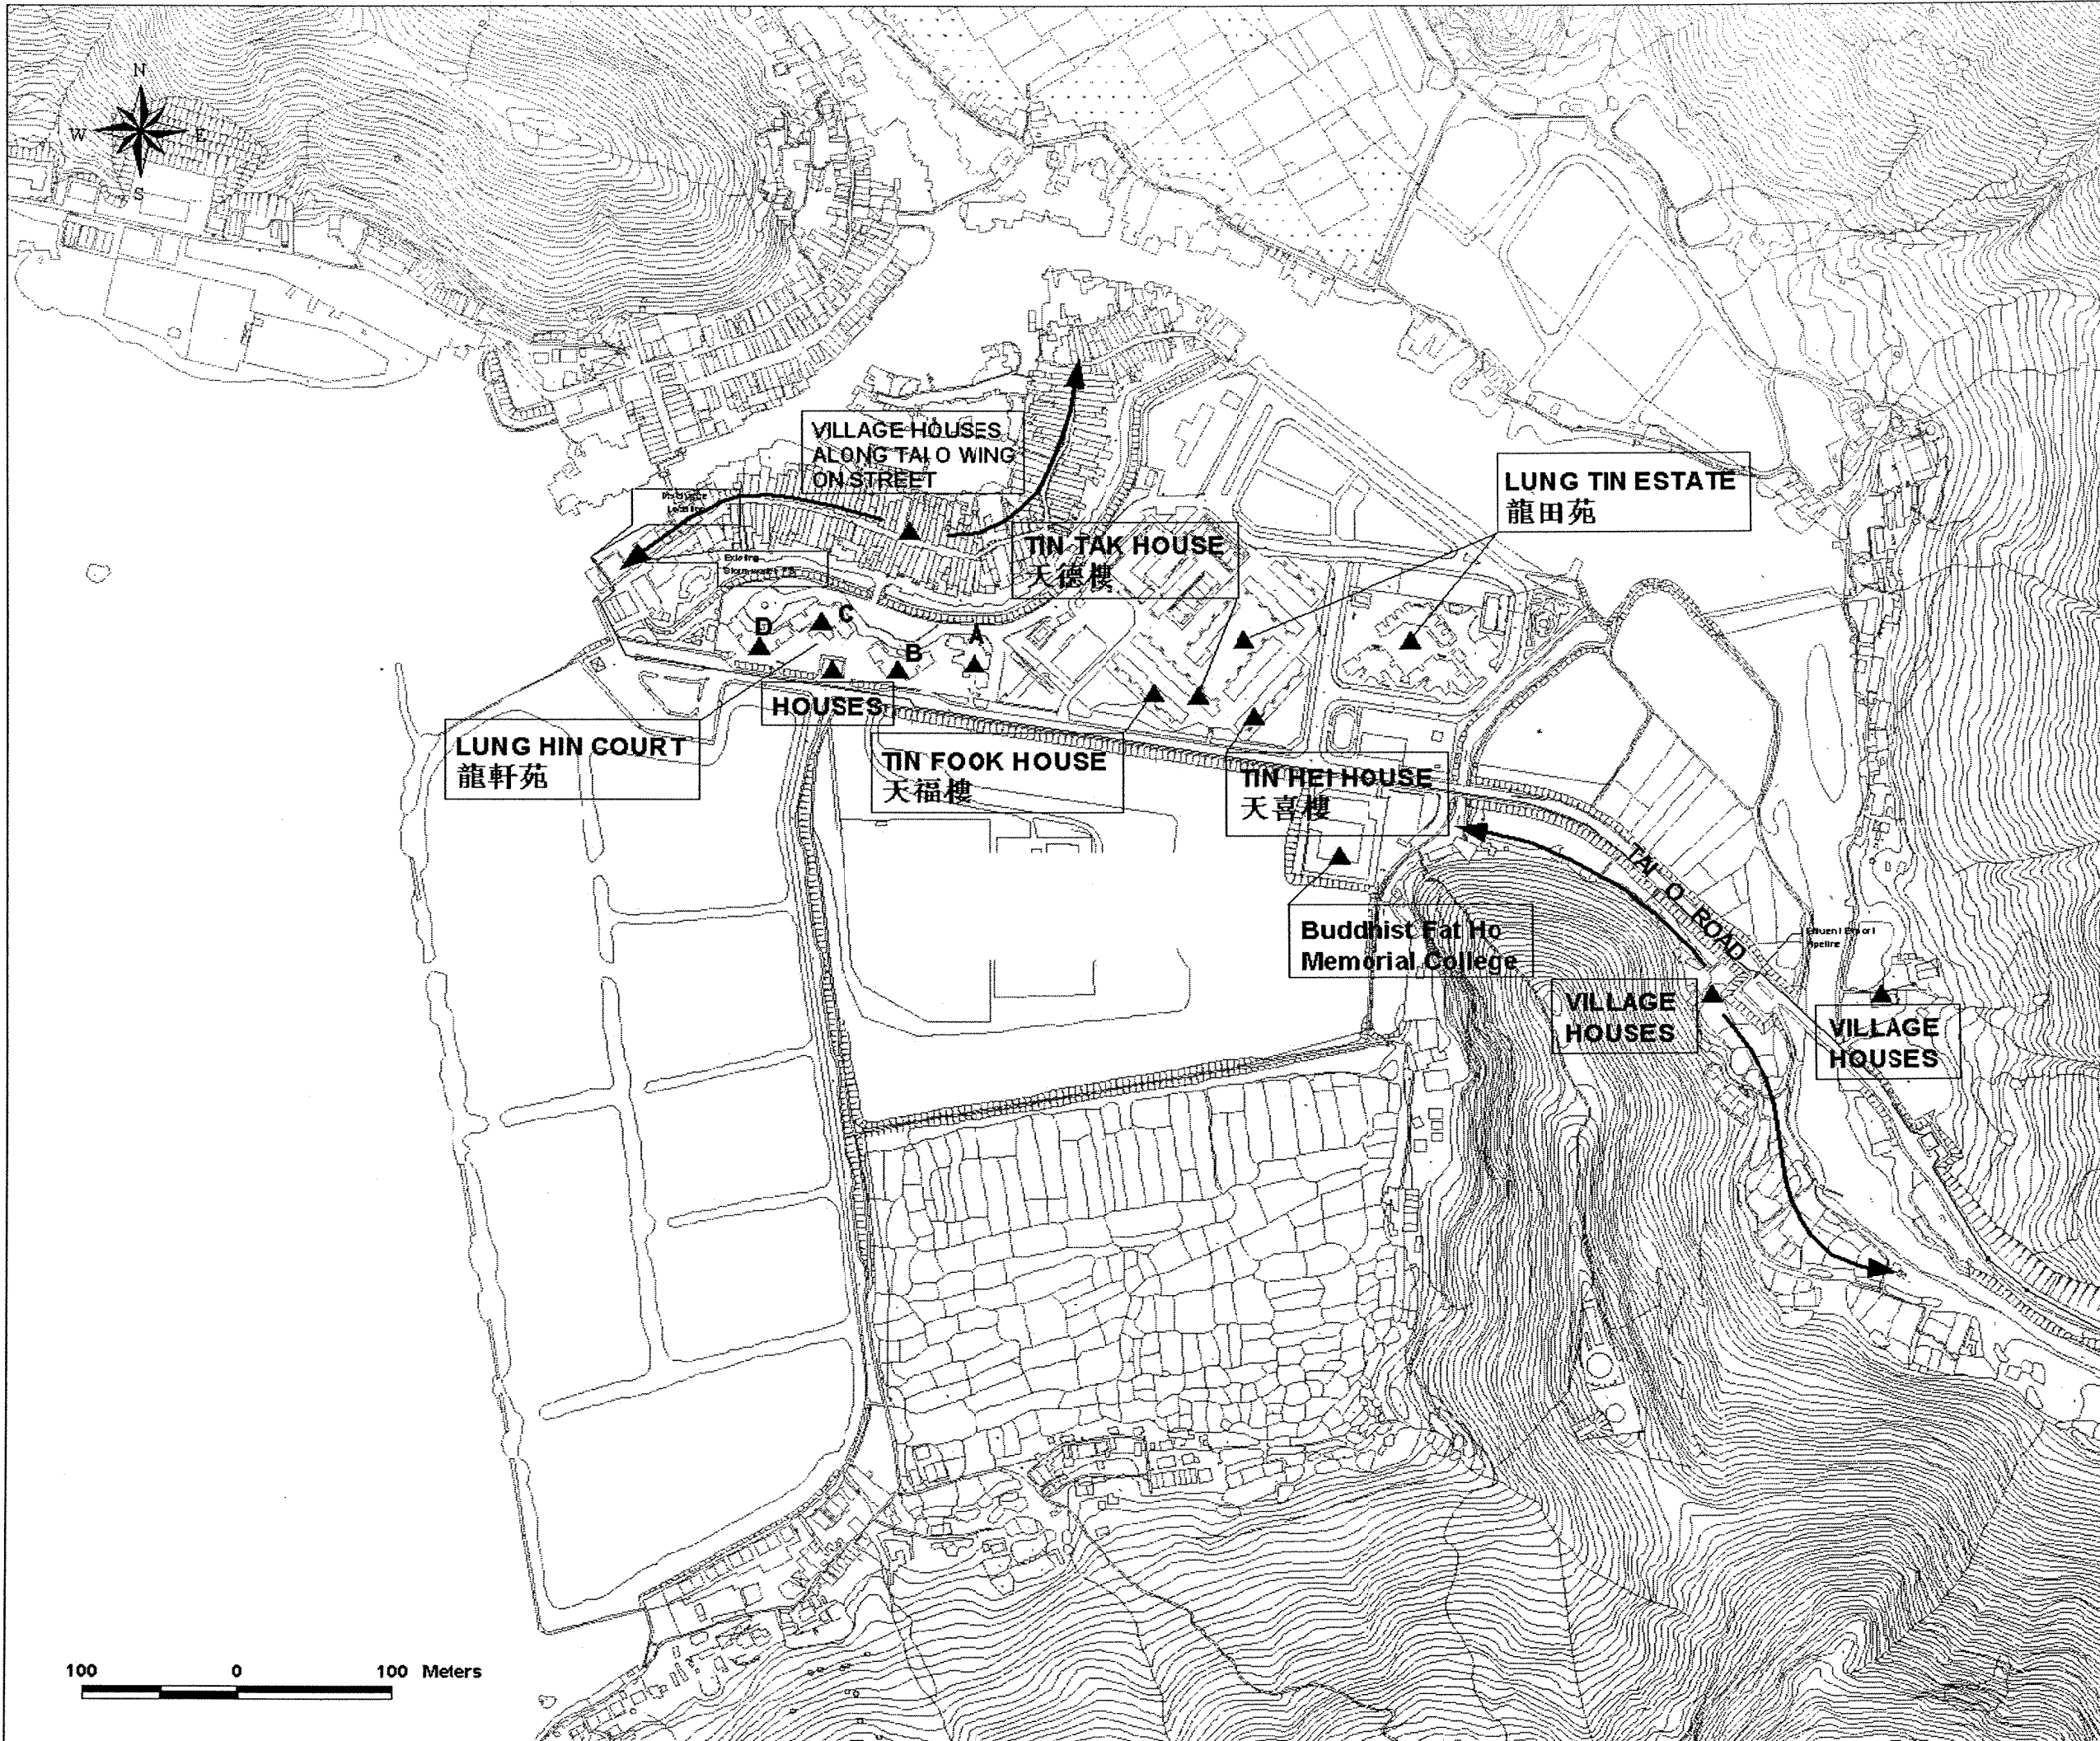 N
W E
S
VILLAGE HOUSES
ALONG TAI O WING
ON STREET
LUNG TIN ESTATE
龍田苑
TIN TAK HOUSE
天德樓
Existing
D
C
B
A
HOUSES
LUNG HIN COURT
龍軒苑
TIN FOOK HOUSE
天福樓
TIN HEI HOUSE
天喜樓
TAI O ROAD
Buddhist Fat Ho
Memorial College
VILLAGE
HOUSES
VILLAGE
HOUSES
100 0 100 Meters